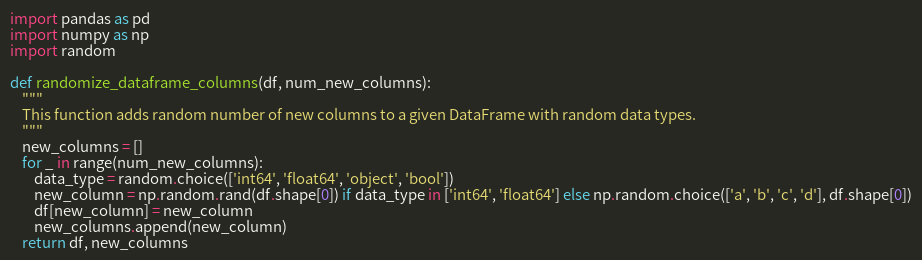 import pandas as pd
import numpy as np
import random
def randomize_dataframe_columns(df, num_new_columns):
"""
This function adds random number of new columns to a given DataFrame with random data types.
"""
new_columns = []
for _ in range(num_new_columns):
data_type = random.choice(['int64', 'float64', 'object', 'bool'])
new_column = np.random.rand(df.shape[0]) if data_type in ['int64', 'float64'] else np.random.choice(['a', 'b', 'c', 'd'], df.shape[0])
df[new_column] = new_column
new_columns.append(new_column)
return df, new_columns